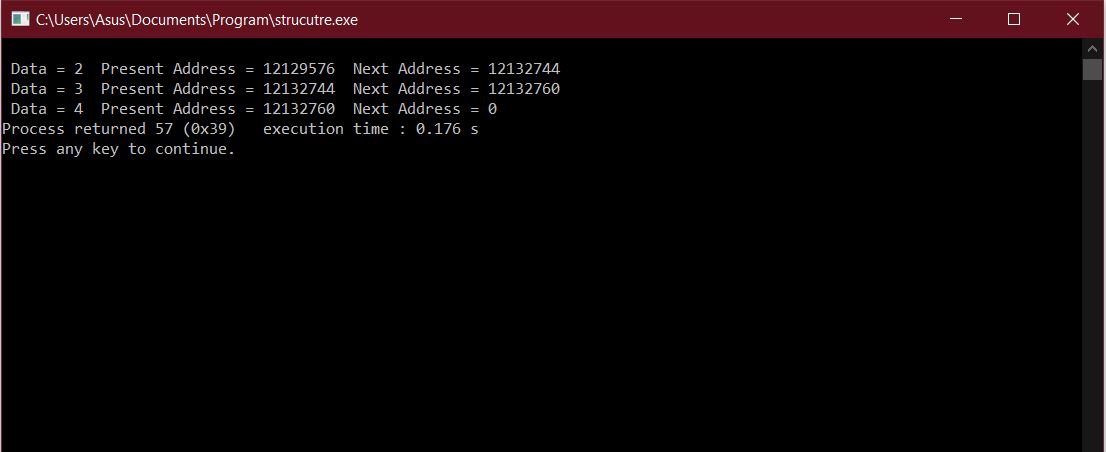 C:\Users\Asus\Documents\Program\strucutre.exe
Data = 2  Present Address = 12129576  Next Address = 12132744
Data = 3  Present Address = 12132744  Next Address = 12132760
Data = 4  Present Address = 12132760  Next Address = 0
Process returned 57 (0x39)   execution time : 0.176 s
Press any key to continue.